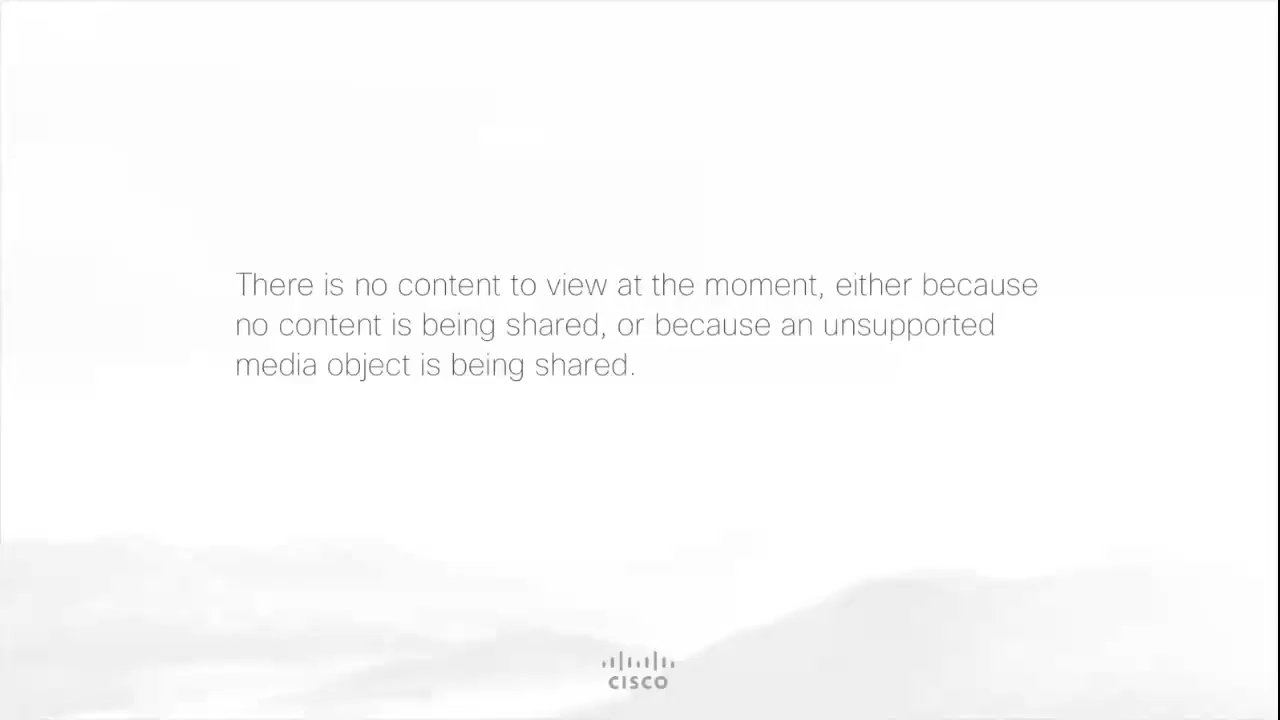 There is no content to view at the moment, either because
no content is being shared, or because an unsupported
media object is being shared.
CISCO